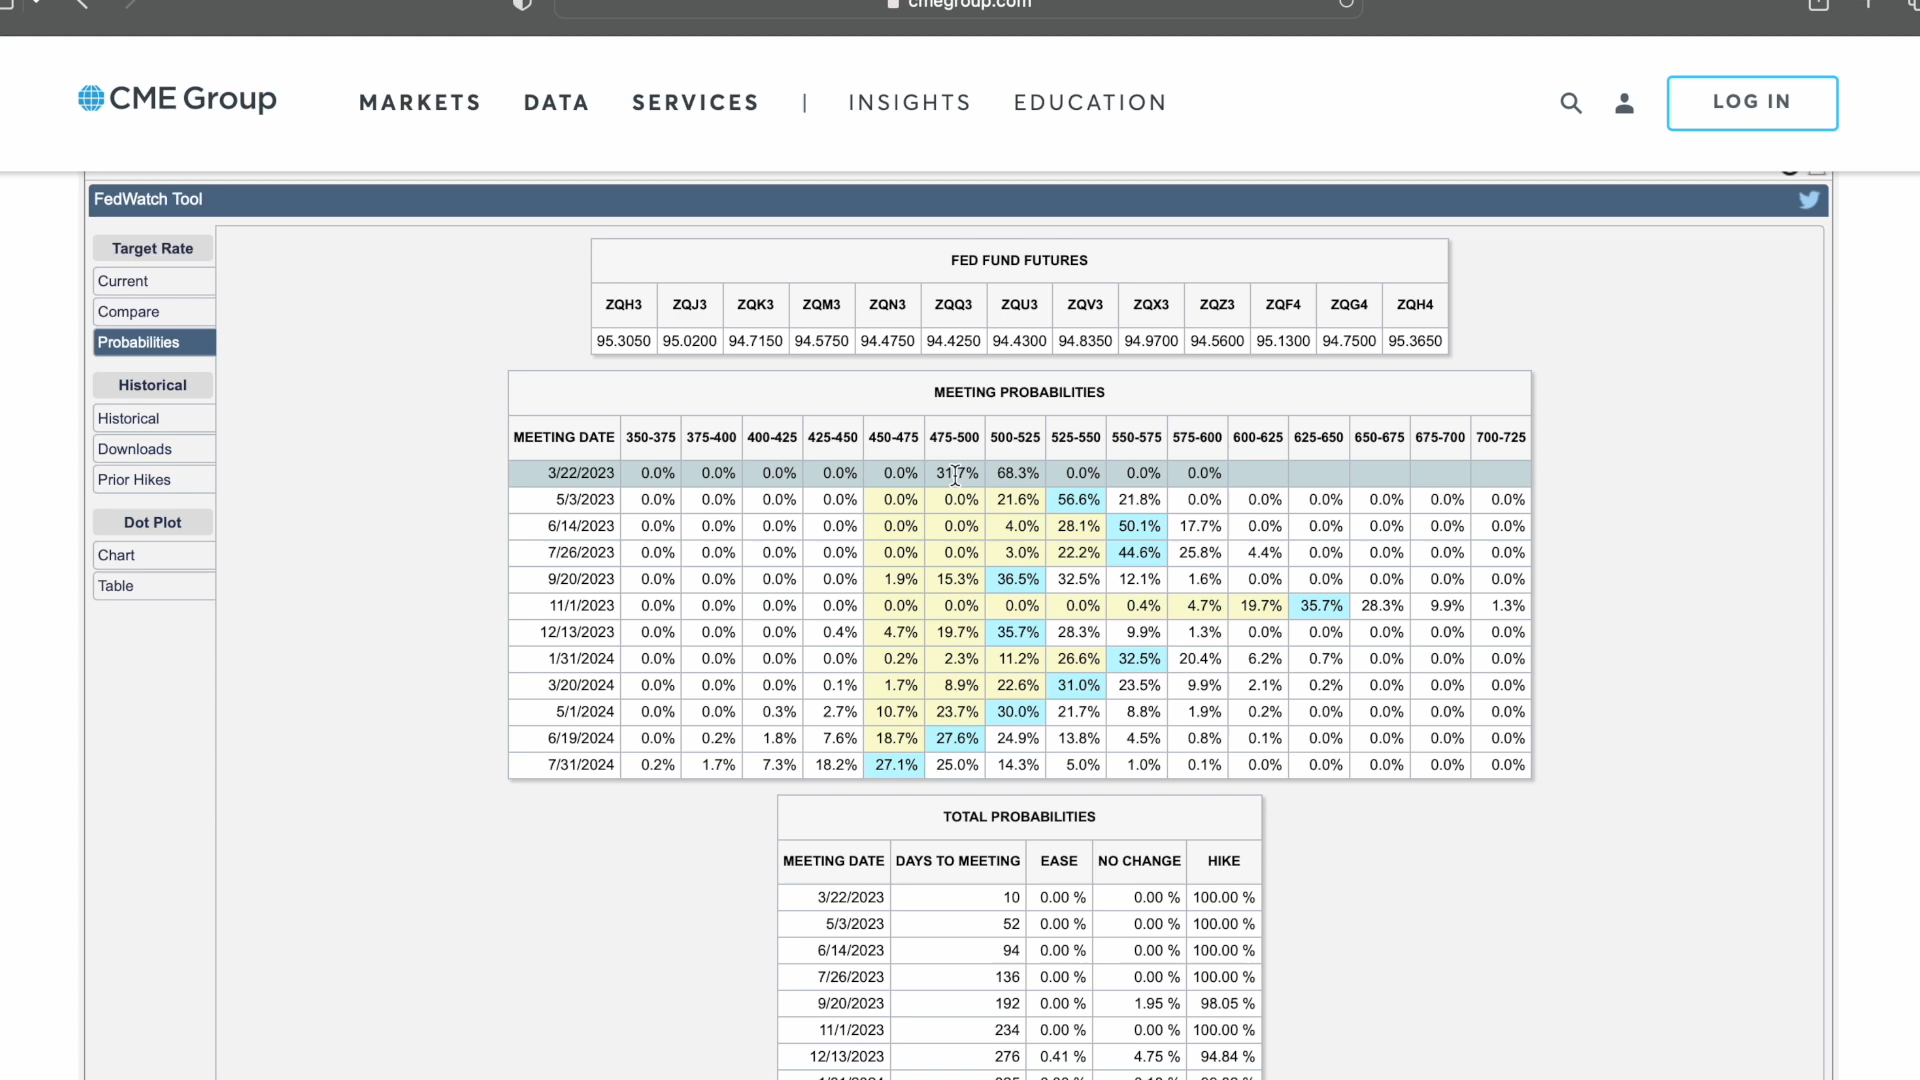 cmegroup.com
CME Group MARKETS DATA SERVICES | INSIGHTS EDUCATION LOG IN
FedWatch Tool
Target Rate
Current
Compare
Probabilities
Historical
Historical
Downloads
Prior Hikes
Dot Plot
Chart
Table
FED FUND FUTURES
ZQH3 ZQJ3 ZQK3 ZQM3 ZQN3 ZQQ3 ZQU3 ZQV3 ZQX3 ZQZ3 ZQF4 ZQG4 ZQH4
95.3050 95.0200 94.7150 94.5750 94.4750 94.4250 94.4300 94.8350 94.9700 94.5600 95.1300 94.7500 95.3650
MEETING PROBABILITIES
MEETING DATE 350-375 375-400 400-425 425-450 450-475 475-500 500-525 525-550 550-575 575-600 600-625 625-650 650-675 675-700 700-725
3/22/2023 0.0% 0.0% 0.0% 0.0% 0.0% 31.7% 68.3% 0.0% 0.0% 0.0%
5/3/2023 0.0% 0.0% 0.0% 0.0% 0.0% 0.0% 21.6% 56.6% 21.8% 0.0% 0.0% 0.0% 0.0% 0.0% 0.0%
6/14/2023 0.0% 0.0% 0.0% 0.0% 0.0% 0.0% 4.0% 28.1% 50.1% 17.7% 0.0% 0.0% 0.0% 0.0% 0.0%
7/26/2023 0.0% 0.0% 0.0% 0.0% 0.0% 0.0% 3.0% 22.2% 44.6% 25.8% 4.4% 0.0% 0.0% 0.0% 0.0%
9/20/2023 0.0% 0.0% 0.0% 0.0% 1.9% 15.3% 36.5% 32.5% 12.1% 1.6% 0.0% 0.0% 0.0% 0.0% 0.0%
11/1/2023 0.0% 0.0% 0.0% 0.0% 0.0% 0.0% 0.0% 0.0% 0.4% 4.7% 19.7% 35.7% 28.3% 9.9% 1.3%
12/13/2023 0.0% 0.0% 0.0% 0.4% 4.7% 19.7% 35.7% 28.3% 9.9% 1.3% 0.0% 0.0% 0.0% 0.0% 0.0%
1/31/2024 0.0% 0.0% 0.0% 0.0% 0.2% 2.3% 11.2% 26.6% 32.5% 20.4% 6.2% 0.7% 0.0% 0.0% 0.0%
3/20/2024 0.0% 0.0% 0.0% 0.1% 1.7% 8.9% 22.6% 31.0% 23.5% 9.9% 2.1% 0.2% 0.0% 0.0% 0.0%
5/1/2024 0.0% 0.0% 0.3% 2.7% 10.7% 23.7% 30.0% 21.7% 8.8% 1.9% 0.2% 0.0% 0.0% 0.0% 0.0%
6/19/2024 0.0% 0.2% 1.8% 7.6% 18.7% 27.6% 24.9% 13.8% 4.5% 0.8% 0.1% 0.0% 0.0% 0.0% 0.0%
7/31/2024 0.2% 1.7% 7.3% 18.2% 27.1% 25.0% 14.3% 5.0% 1.0% 0.1% 0.0% 0.0% 0.0% 0.0% 0.0%
TOTAL PROBABILITIES
MEETING DATE DAYS TO MEETING EASE NO CHANGE HIKE
3/22/2023 10 0.00 % 0.00 % 100.00 %
5/3/2023 52 0.00 % 0.00 % 100.00 %
6/14/2023 94 0.00 % 0.00 % 100.00 %
7/26/2023 136 0.00 % 0.00 % 100.00 %
9/20/2023 192 0.00 % 1.95 % 98.05 %
11/1/2023 234 0.00 % 0.00 % 100.00 %
12/13/2023 276 0.41 % 4.75 % 94.84 %